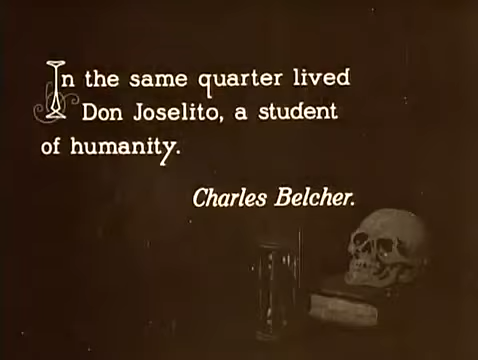 In the same quarter lived
Don Joselito, a student
of humanity.
Charles Belcher.